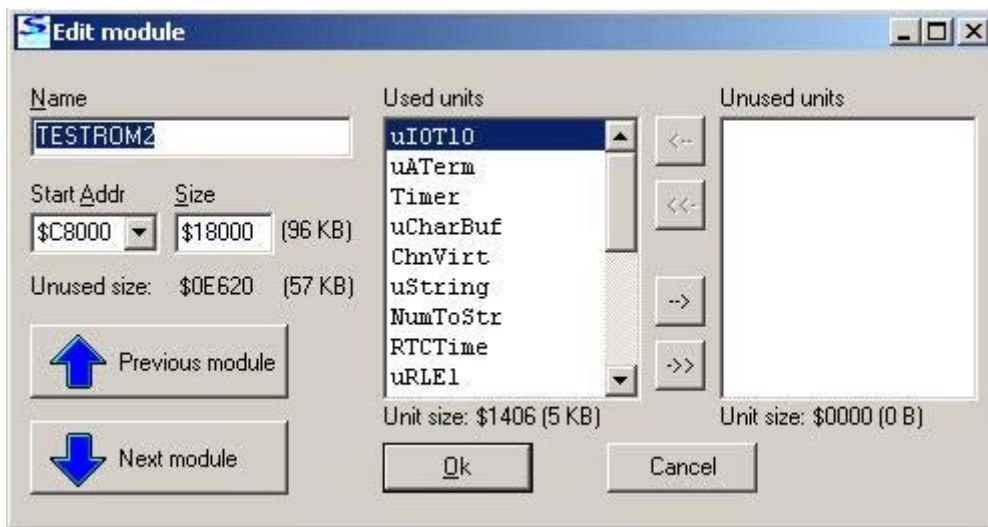 Edit module
Name
TESTROM2
Start Addr Size
$C8000 $18000 (96 KB)
Unused size: $0E620 (57 KB)
Previous module
Next module
Used units
uIOT10
uATerm
Timer
uCharBuf
ChnVirt
uString
NumToStr
RTCTime
uRLE1
Unit size: $1406 (5 KB)
<--
<<-
-->
->>
Unused units
Unit size: $0000 (0 B)
Ok
Cancel